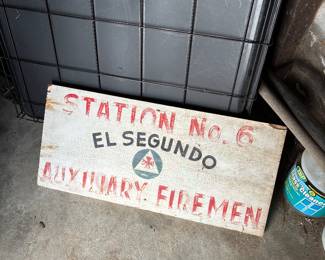 STATION No. 6
EL SEGUNDO
AUXILIARY FIREMEN